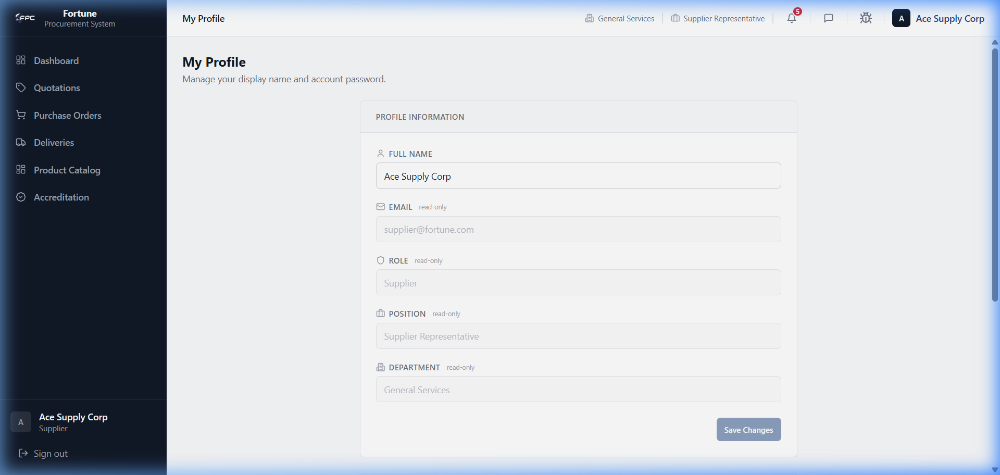 FPC
Fortune
Procurement System
Dashboard
Quotations
Purchase Orders
Deliveries
Product Catalog
Accreditation
A
Ace Supply Corp
Supplier
Sign out
My Profile
General Services
Supplier Representative
5
A
Ace Supply Corp
My Profile
Manage your display name and account password.
PROFILE INFORMATION
FULL NAME
Ace Supply Corp
EMAIL read-only
supplier@fortune.com
ROLE read-only
Supplier
POSITION read-only
Supplier Representative
DEPARTMENT read-only
General Services
Save Changes